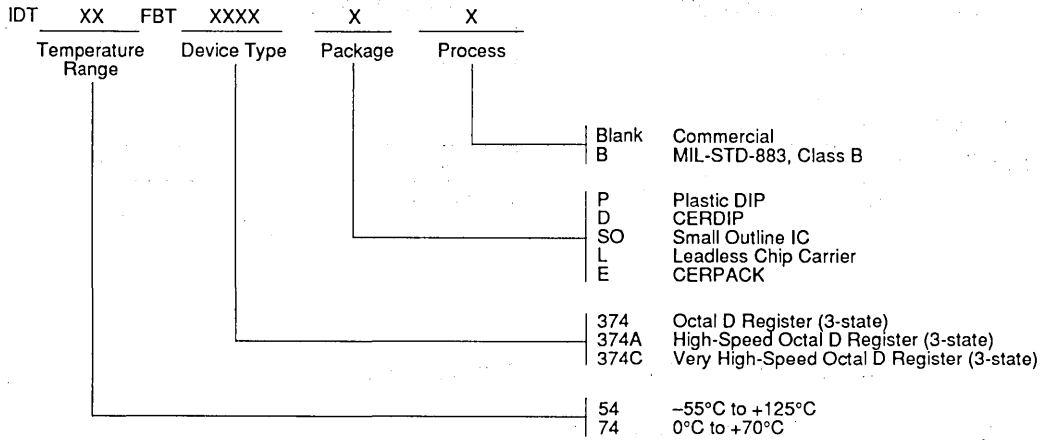 IDT XX FBT XXXX X X
Temperature Range Device Type Package Process
Blank Commercial
B MIL-STD-883, Class B
P Plastic DIP
D CERDIP
SO Small Outline IC
L Leadless Chip Carrier
E CERPACK
374 Octal D Register (3-state)
374A High-Speed Octal D Register (3-state)
374C Very High-Speed Octal D Register (3-state)
54 –55°C to +125°C
74 0°C to +70°C